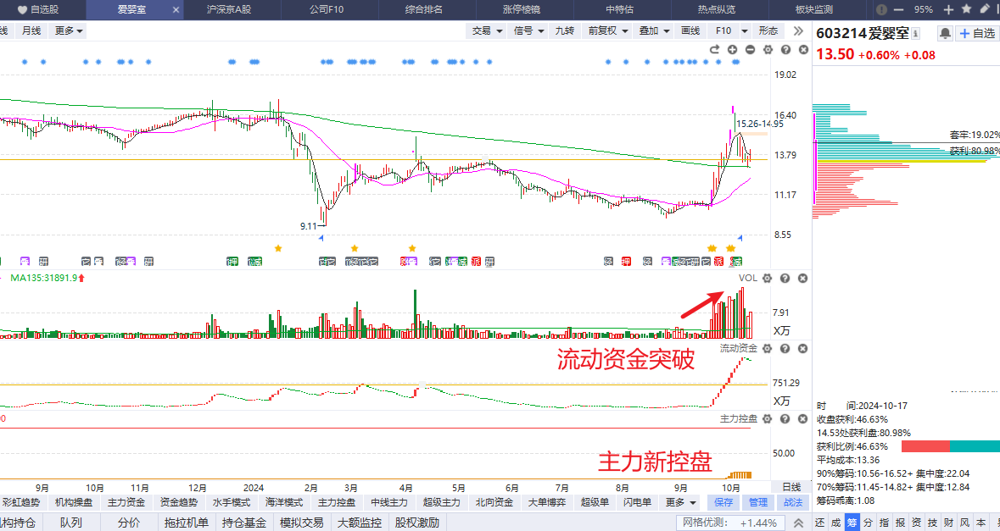 自选股 爱婴室 × 沪深京A股 公司F10 综合排名 涨停棱镜 中特估 热点纵览 板块监测 95%
线 月线 更多 交易 信号 九转 前复权 叠加 画线 F10 形态
603214爱婴室 自选
13.50 +0.60% +0.08
19.02
16.40
15.26-14.95
13.79
11.17
9.11
8.55
套牢:19.02%
获利:80.98%
MA135:31891.9
VOL
7.91
X万
流动资金突破
流动资金
751.29
X万
主力控盘
主力新控盘
50.00
时 间:2024-10-17
收盘获利:46.63%
14.53处获利盘:80.98%
获利比例:46.63%
平均成本:13.36
90%筹码:10.56-16.52+ 集中度:22.04
70%筹码:11.45-14.82+ 集中度:12.84
筹码乖离:1.08
9月 10月 11月 12月 2024 2月 3月 4月 5月 6月 7月 8月 9月 10月 日线
彩虹趋势 机构操盘 主力资金 资金趋势 水手模式 海洋模式 主力控盘 中线主力 超级主力 北向资金 大单博弈 超级单 闪电单 更多 保存 管理 战法
机构持仓 队列 分价 拖拉机单 持仓基金 模拟交易 大额监控 股权激励 网格优测: +1.44%
还 成 筹 分 指 报 资 技 财 风 本